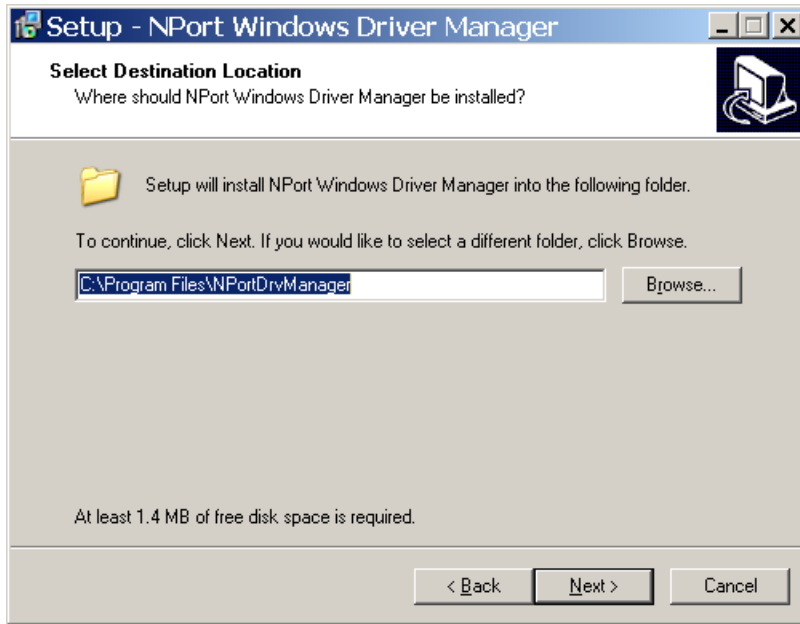 Setup - NPort Windows Driver Manager
Select Destination Location
Where should NPort Windows Driver Manager be installed?
Setup will install NPort Windows Driver Manager into the following folder.
To continue, click Next. If you would like to select a different folder, click Browse.
C:\Program Files\NPortDrvManager
Browse...
At least 1.4 MB of free disk space is required.
< Back
Next >
Cancel